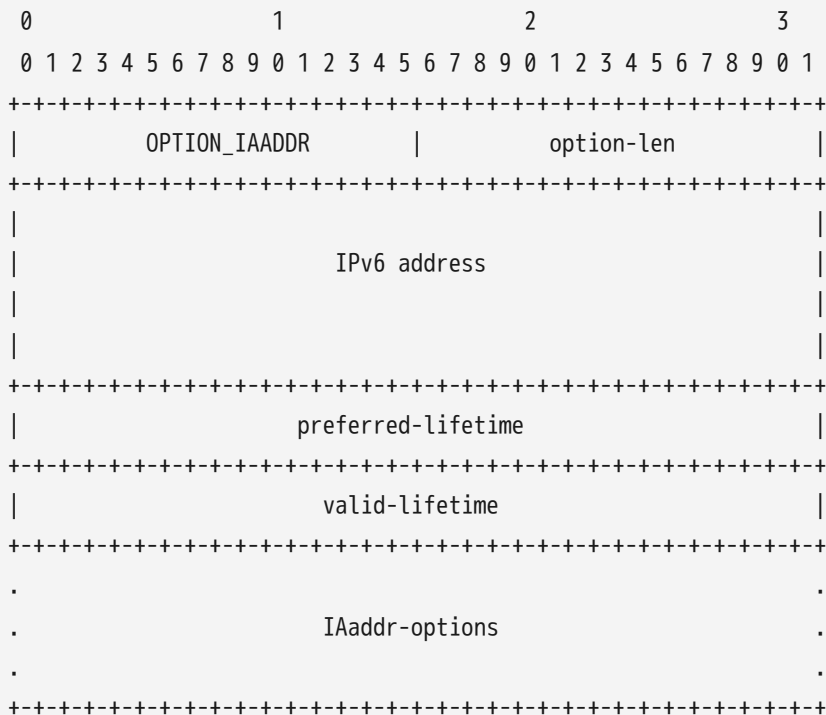 0                   1                   2                   3
 0 1 2 3 4 5 6 7 8 9 0 1 2 3 4 5 6 7 8 9 0 1 2 3 4 5 6 7 8 9 0 1
+-+-+-+-+-+-+-+-+-+-+-+-+-+-+-+-+-+-+-+-+-+-+-+-+-+-+-+-+-+-+-+-+
|          OPTION_IAADDR        |          option-len           |
+-+-+-+-+-+-+-+-+-+-+-+-+-+-+-+-+-+-+-+-+-+-+-+-+-+-+-+-+-+-+-+-+
|                                                               |
|                         IPv6 address                          |
|                                                               |
|                                                               |
+-+-+-+-+-+-+-+-+-+-+-+-+-+-+-+-+-+-+-+-+-+-+-+-+-+-+-+-+-+-+-+-+
|                      preferred-lifetime                       |
+-+-+-+-+-+-+-+-+-+-+-+-+-+-+-+-+-+-+-+-+-+-+-+-+-+-+-+-+-+-+-+-+
|                        valid-lifetime                         |
+-+-+-+-+-+-+-+-+-+-+-+-+-+-+-+-+-+-+-+-+-+-+-+-+-+-+-+-+-+-+-+-+
.                                                               .
.                        IAaddr-options                         .
.                                                               .
+-+-+-+-+-+-+-+-+-+-+-+-+-+-+-+-+-+-+-+-+-+-+-+-+-+-+-+-+-+-+-+-+